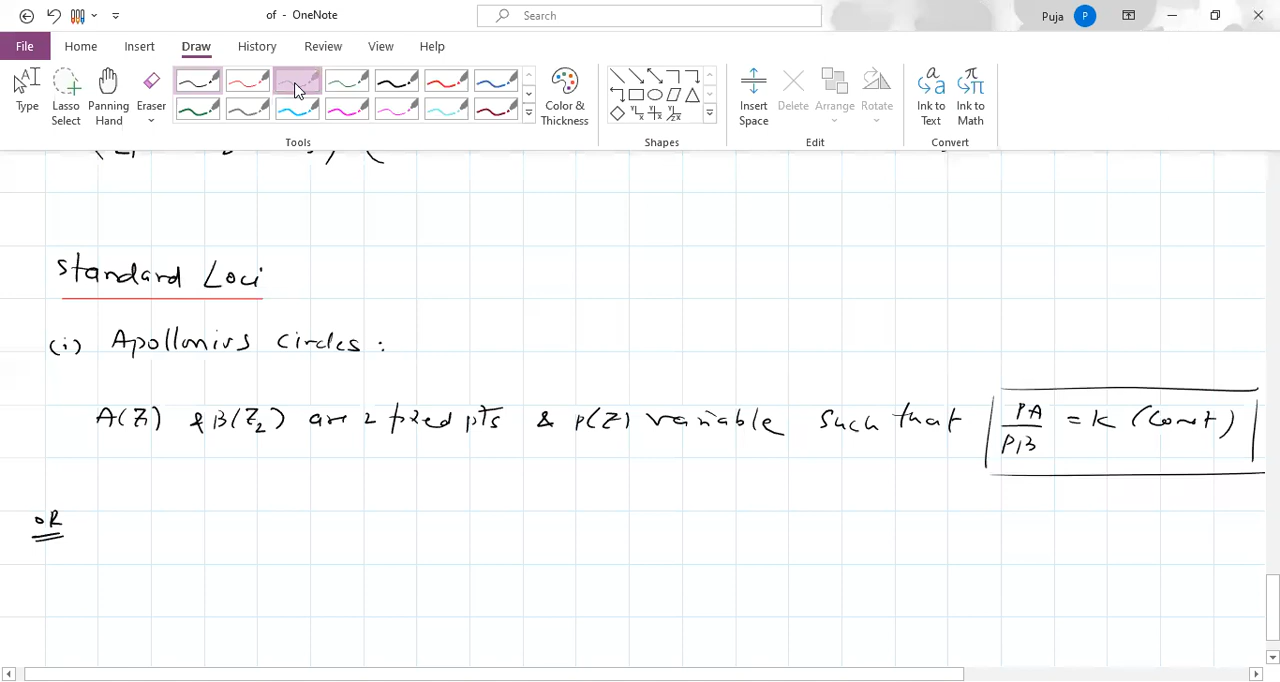 of - OneNote
Search
Puja
P
File Home Insert Draw History Review View Help
Type
Lasso Select
Panning Hand
Eraser
Color & Thickness
Insert Space
Delete
Arrange
Rotate
Ink to Text
Ink to Math
Tools
Shapes
Edit
Convert
Standard Loci
(i) Apollonius circles :
A(Z) & B(Z₂) are 2 fixed pts & P(Z) variable such that PA/PB = K (const)
OR